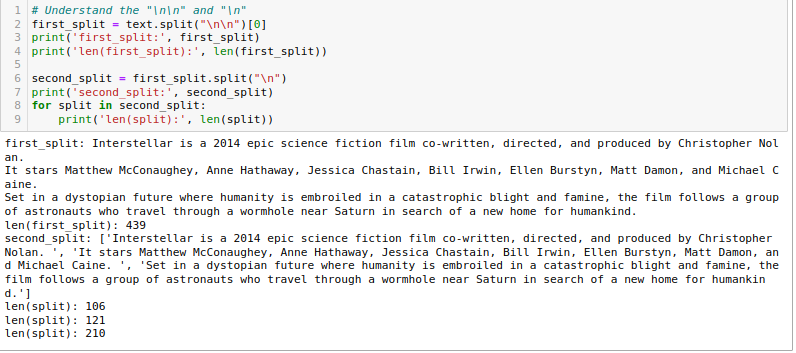 1 # Understand the "\n\n" and "\n"
2 first_split = text.split("\n\n")[0]
3 print('first_split:', first_split)
4 print('len(first_split):', len(first_split))
5
6 second_split = first_split.split("\n")
7 print('second_split:', second_split)
8 for split in second_split:
9     print('len(split):', len(split))
first_split: Interstellar is a 2014 epic science fiction film co-written, directed, and produced by Christopher Nol
an.
It stars Matthew McConaughey, Anne Hathaway, Jessica Chastain, Bill Irwin, Ellen Burstyn, Matt Damon, and Michael C
aine.
Set in a dystopian future where humanity is embroiled in a catastrophic blight and famine, the film follows a group
of astronauts who travel through a wormhole near Saturn in search of a new home for humankind.
len(first_split): 439
second_split: ['Interstellar is a 2014 epic science fiction film co-written, directed, and produced by Christopher
Nolan. ', 'It stars Matthew McConaughey, Anne Hathaway, Jessica Chastain, Bill Irwin, Ellen Burstyn, Matt Damon, an
d Michael Caine. ', 'Set in a dystopian future where humanity is embroiled in a catastrophic blight and famine, the
film follows a group of astronauts who travel through a wormhole near Saturn in search of a new home for humankin
d.']
len(split): 106
len(split): 121
len(split): 210